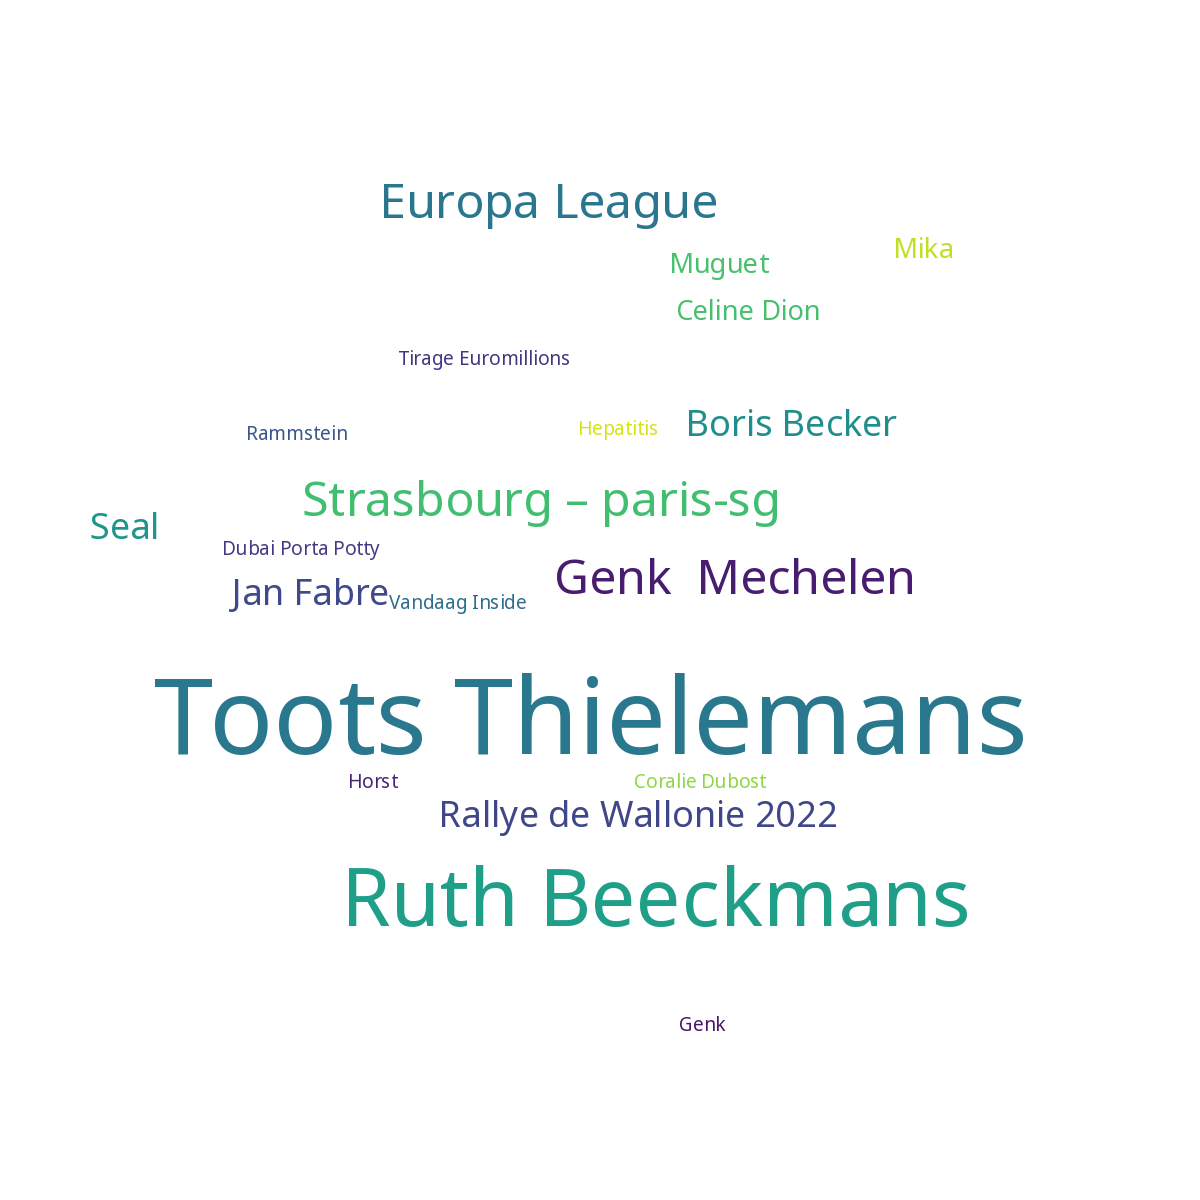 Europa League
Mika
Muguet
Celine Dion
Tirage Euromillions
Boris Becker
Hepatitis
Rammstein
Strasbourg – paris-sg
Seal
Dubai Porta Potty
Genk  Mechelen
Jan Fabre
Vandaag Inside
Toots Thielemans
Horst
Coralie Dubost
Rallye de Wallonie 2022
Ruth Beeckmans
Genk